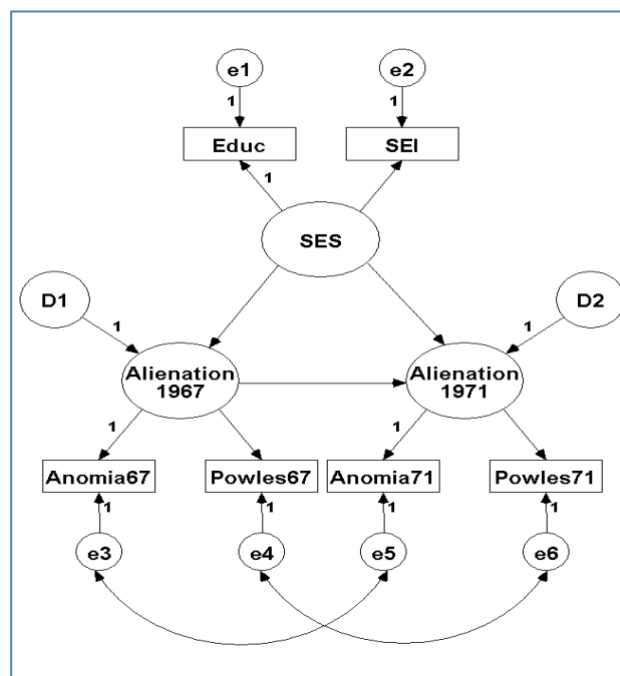 e1 e2
1 1
Educ SEI
1
SES
D1 D2
1 1
Alienation Alienation
1967 1971
1 1
Anomia67 Powles67 Anomia71 Powles71
1 1 1 1
e3 e4 e5 e6